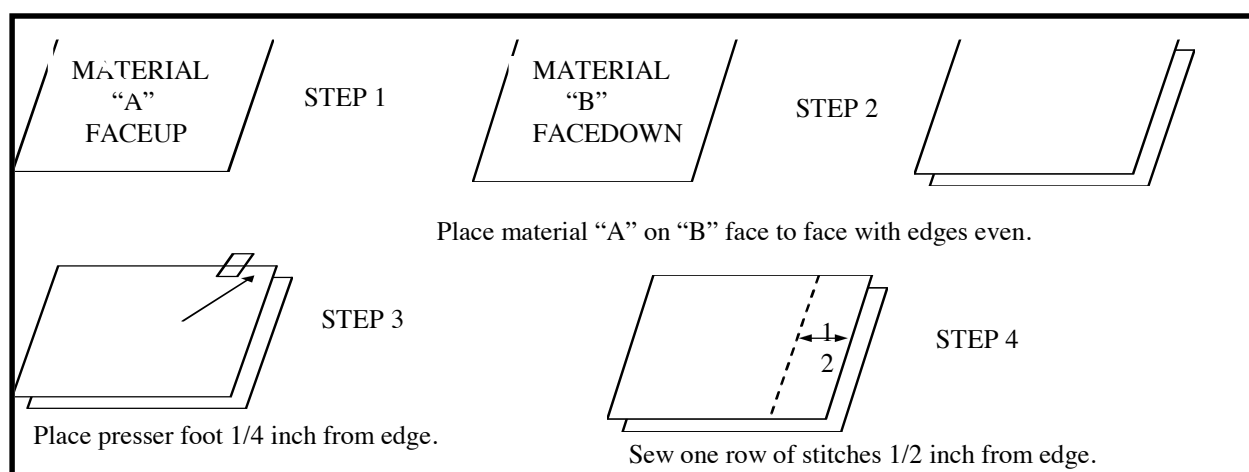 MATERIAL
“A”
FACEUP
STEP 1
MATERIAL
“B”
FACEDOWN
STEP 2
Place material “A” on “B” face to face with edges even.
STEP 3
Place presser foot 1/4 inch from edge.
1
2
STEP 4
Sew one row of stitches 1/2 inch from edge.